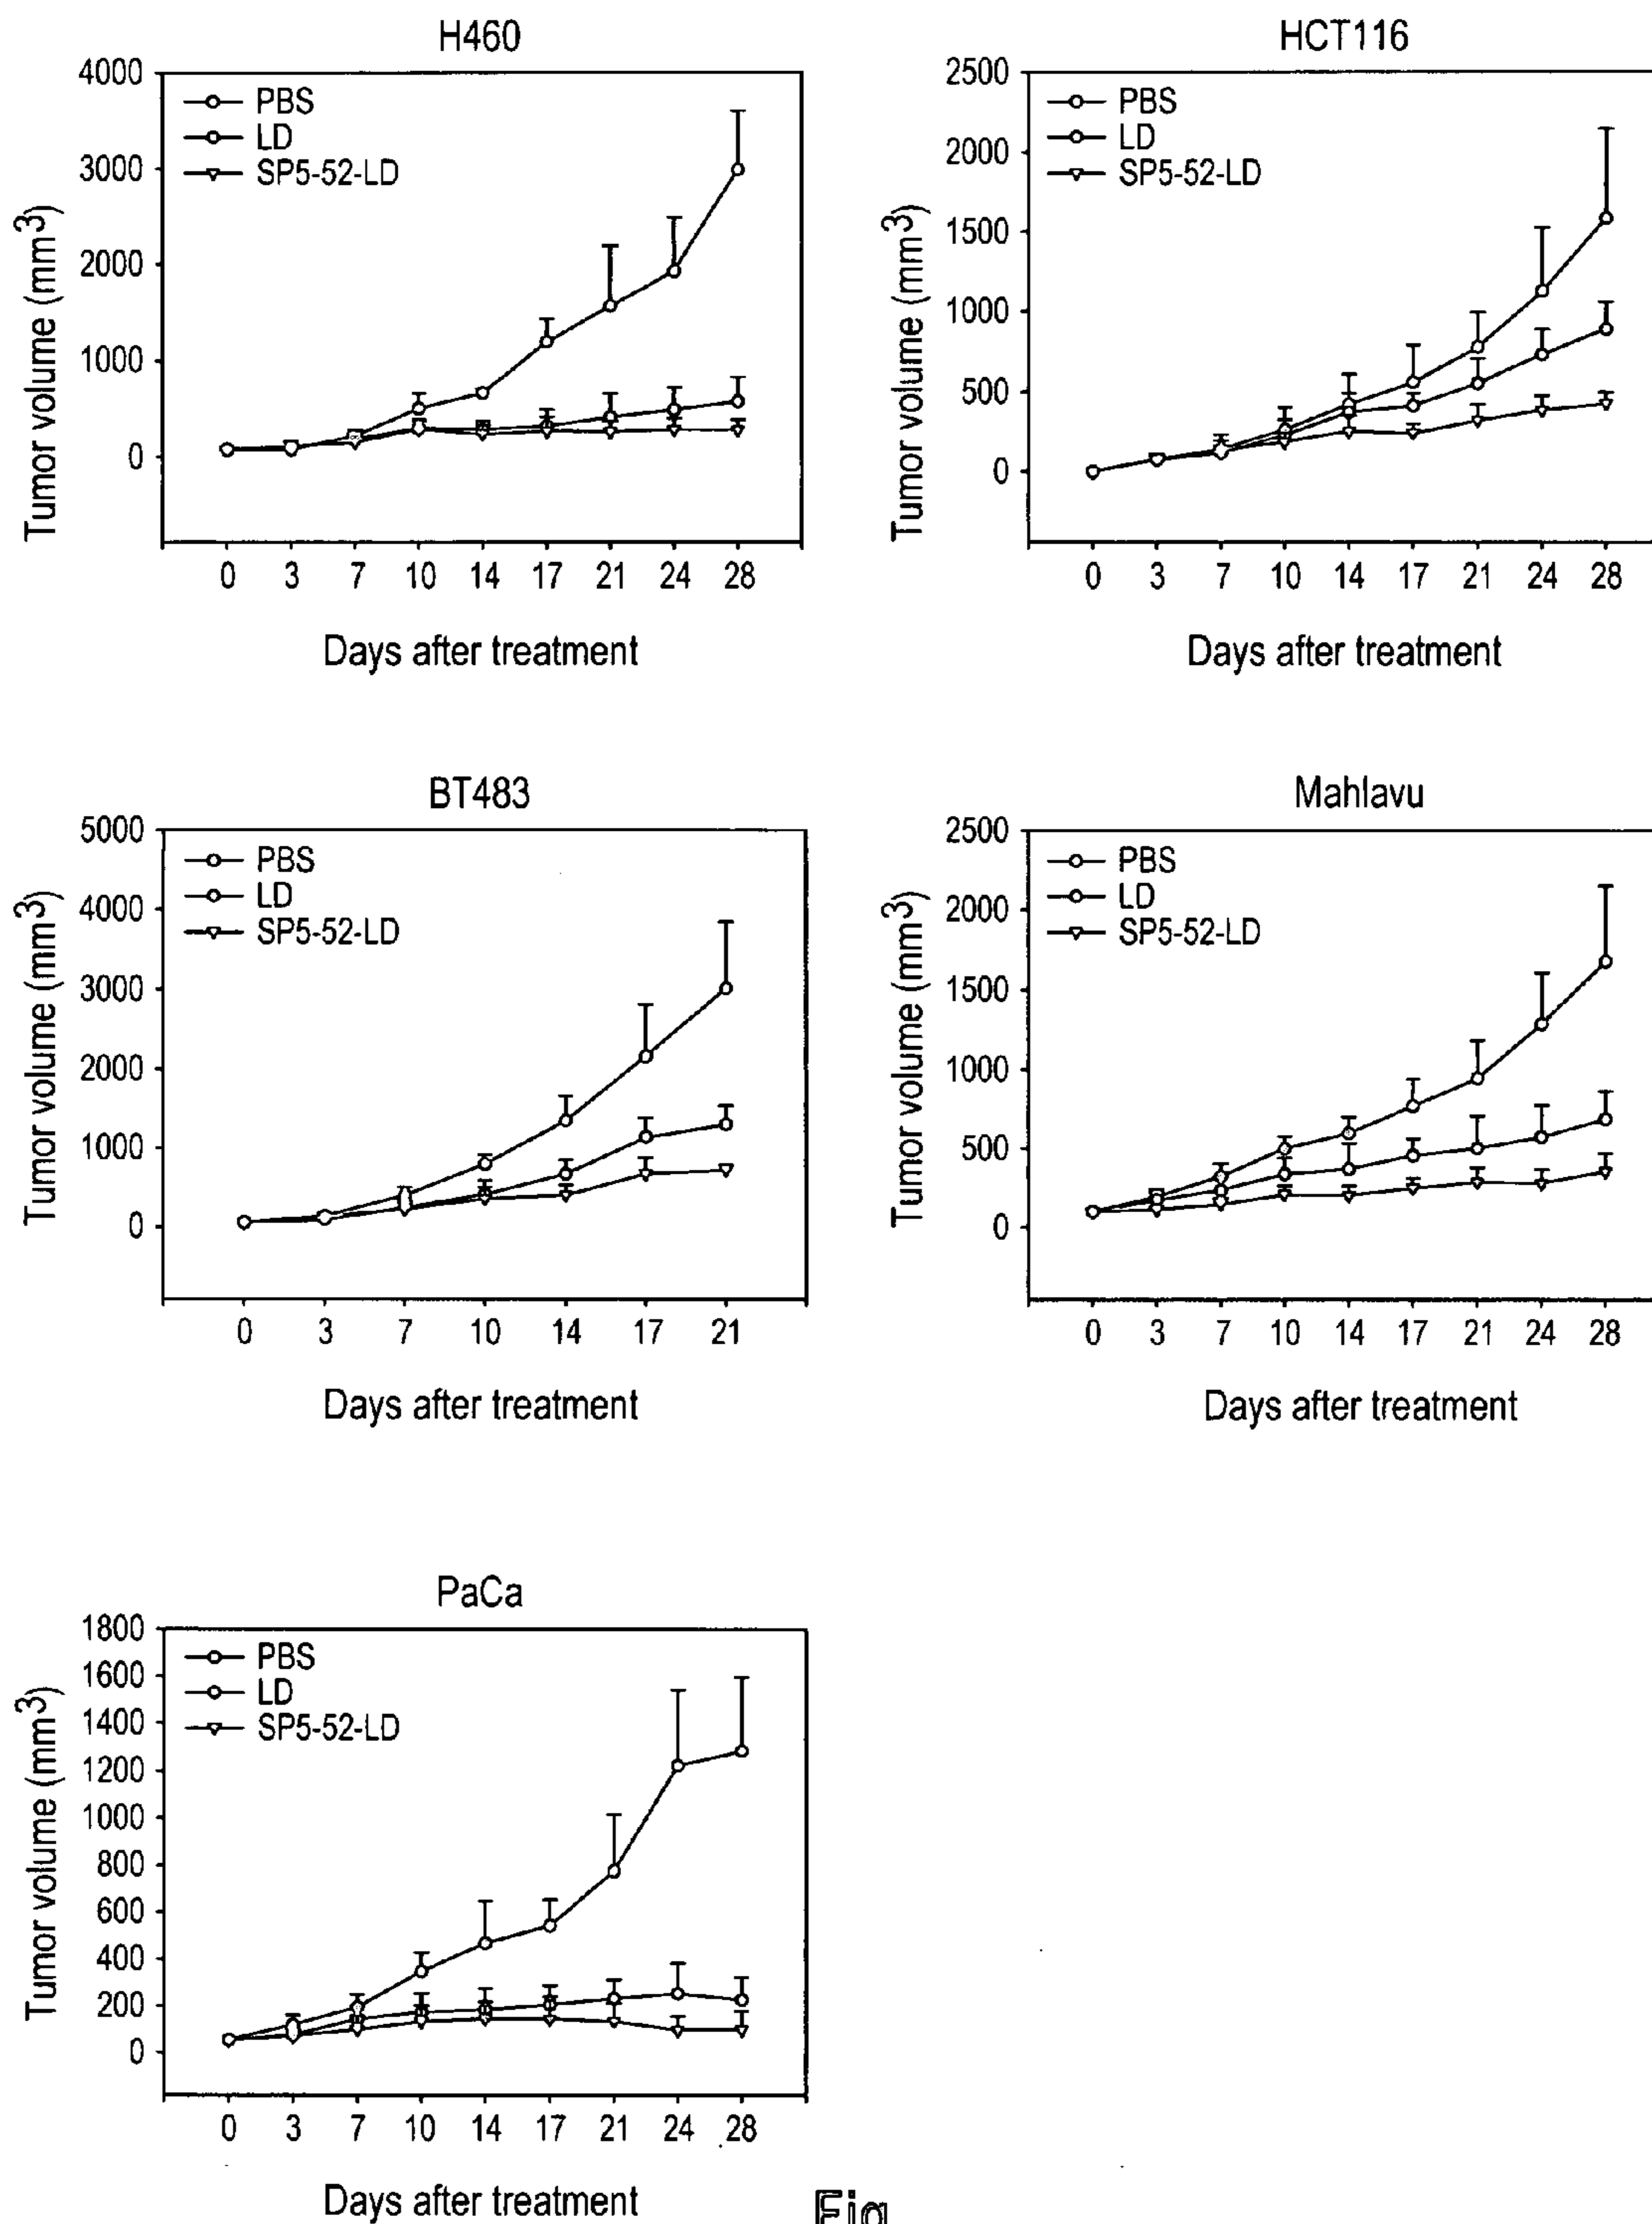 H460
4000
3000
2000
1000
0
PBS
LD
SP5-52-LD
Tumor volume (mm3)
0 3 7 10 14 17 21 24 28
Days after treatment
HCT116
2500
2000
1500
1000
500
0
PBS
LD
SP5-52-LD
Tumor volume (mm3)
0 3 7 10 14 17 21 24 28
Days after treatment
BT483
5000
4000
3000
2000
1000
0
PBS
LD
SP5-52-LD
Tumor volume (mm3)
0 3 7 10 14 17 21
Days after treatment
Mahlavu
2500
2000
1500
1000
500
0
PBS
LD
SP5-52-LD
Tumor volume (mm3)
0 3 7 10 14 17 21 24 28
Days after treatment
PaCa
1800
1600
1400
1200
1000
800
600
400
200
0
PBS
LD
SP5-52-LD
Tumor volume (mm3)
0 3 7 10 14 17 21 24 28
Days after treatment
Fig